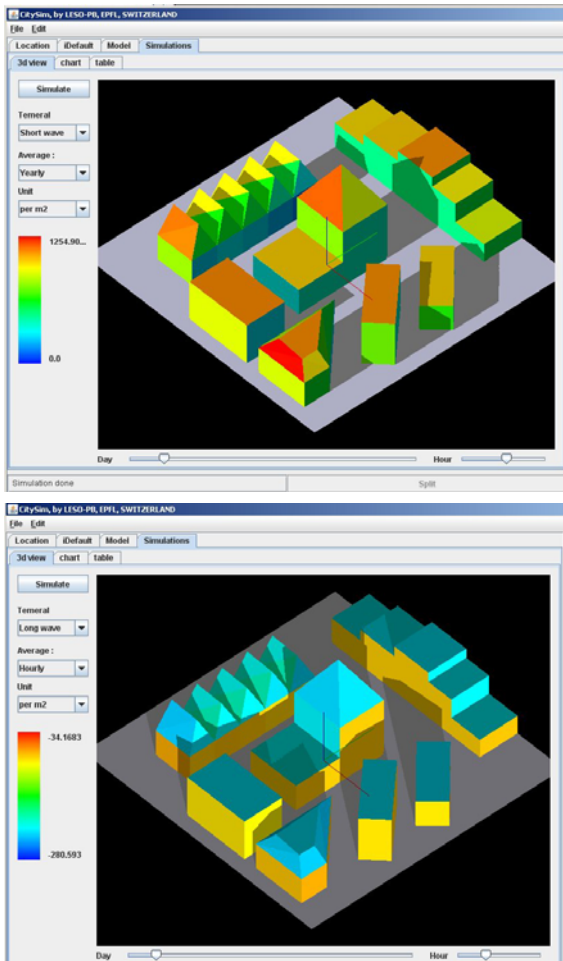 CitySim, by LESO-PB, EPFL, SWITZERLAND
File Edit
Location iDefault Model Simulations
3d view chart table
Simulate
Temeral
Short wave
Average :
Yearly
Unit
per m2
1254.90...
0.0
Day Hour
Simulation done Split
CitySim, by LESO-PB, EPFL, SWITZERLAND
File Edit
Location iDefault Model Simulations
3d view chart table
Simulate
Temeral
Long wave
Average :
Hourly
Unit
per m2
-34.1683
-280.593
Day Hour